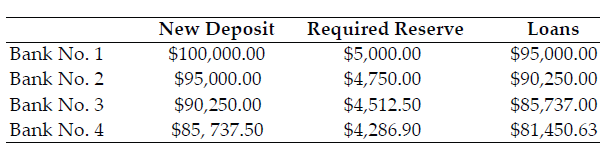 New Deposit Required Reserve Loans
Bank No. 1 $100,000.00 $5,000.00 $95,000.00
Bank No. 2 $95,000.00 $4,750.00 $90,250.00
Bank No. 3 $90,250.00 $4,512.50 $85,737.00
Bank No. 4 $85, 737.50 $4,286.90 $81,450.63